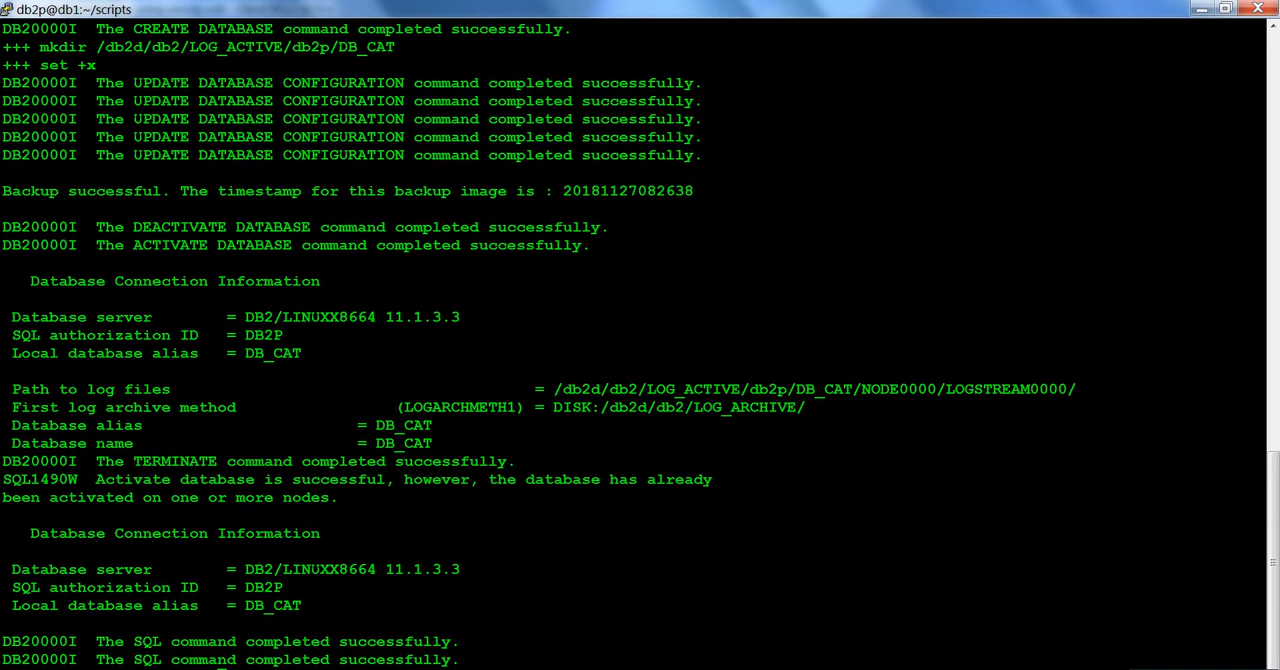 db2p@db1:~/scripts
DB20000I  The CREATE DATABASE command completed successfully.
+++ mkdir /db2d/db2/LOG_ACTIVE/db2p/DB_CAT
+++ set +x
DB20000I  The UPDATE DATABASE CONFIGURATION command completed successfully.
DB20000I  The UPDATE DATABASE CONFIGURATION command completed successfully.
DB20000I  The UPDATE DATABASE CONFIGURATION command completed successfully.
DB20000I  The UPDATE DATABASE CONFIGURATION command completed successfully.
DB20000I  The UPDATE DATABASE CONFIGURATION command completed successfully.
Backup successful. The timestamp for this backup image is : 20181127082638
DB20000I  The DEACTIVATE DATABASE command completed successfully.
DB20000I  The ACTIVATE DATABASE command completed successfully.
Database Connection Information
Database server        = DB2/LINUXX8664 11.1.3.3
SQL authorization ID   = DB2P
Local database alias   = DB_CAT
Path to log files                                       = /db2d/db2/LOG_ACTIVE/db2p/DB_CAT/NODE0000/LOGSTREAM0000/
First log archive method                 (LOGARCHMETH1) = DISK:/db2d/db2/LOG_ARCHIVE/
Database alias                       = DB_CAT
Database name                        = DB_CAT
DB20000I  The TERMINATE command completed successfully.
SQL1490W  Activate database is successful, however, the database has already
been activated on one or more nodes.
Database Connection Information
Database server        = DB2/LINUXX8664 11.1.3.3
SQL authorization ID   = DB2P
Local database alias   = DB_CAT
DB20000I  The SQL command completed successfully.
DB20000I  The SQL command completed successfully.